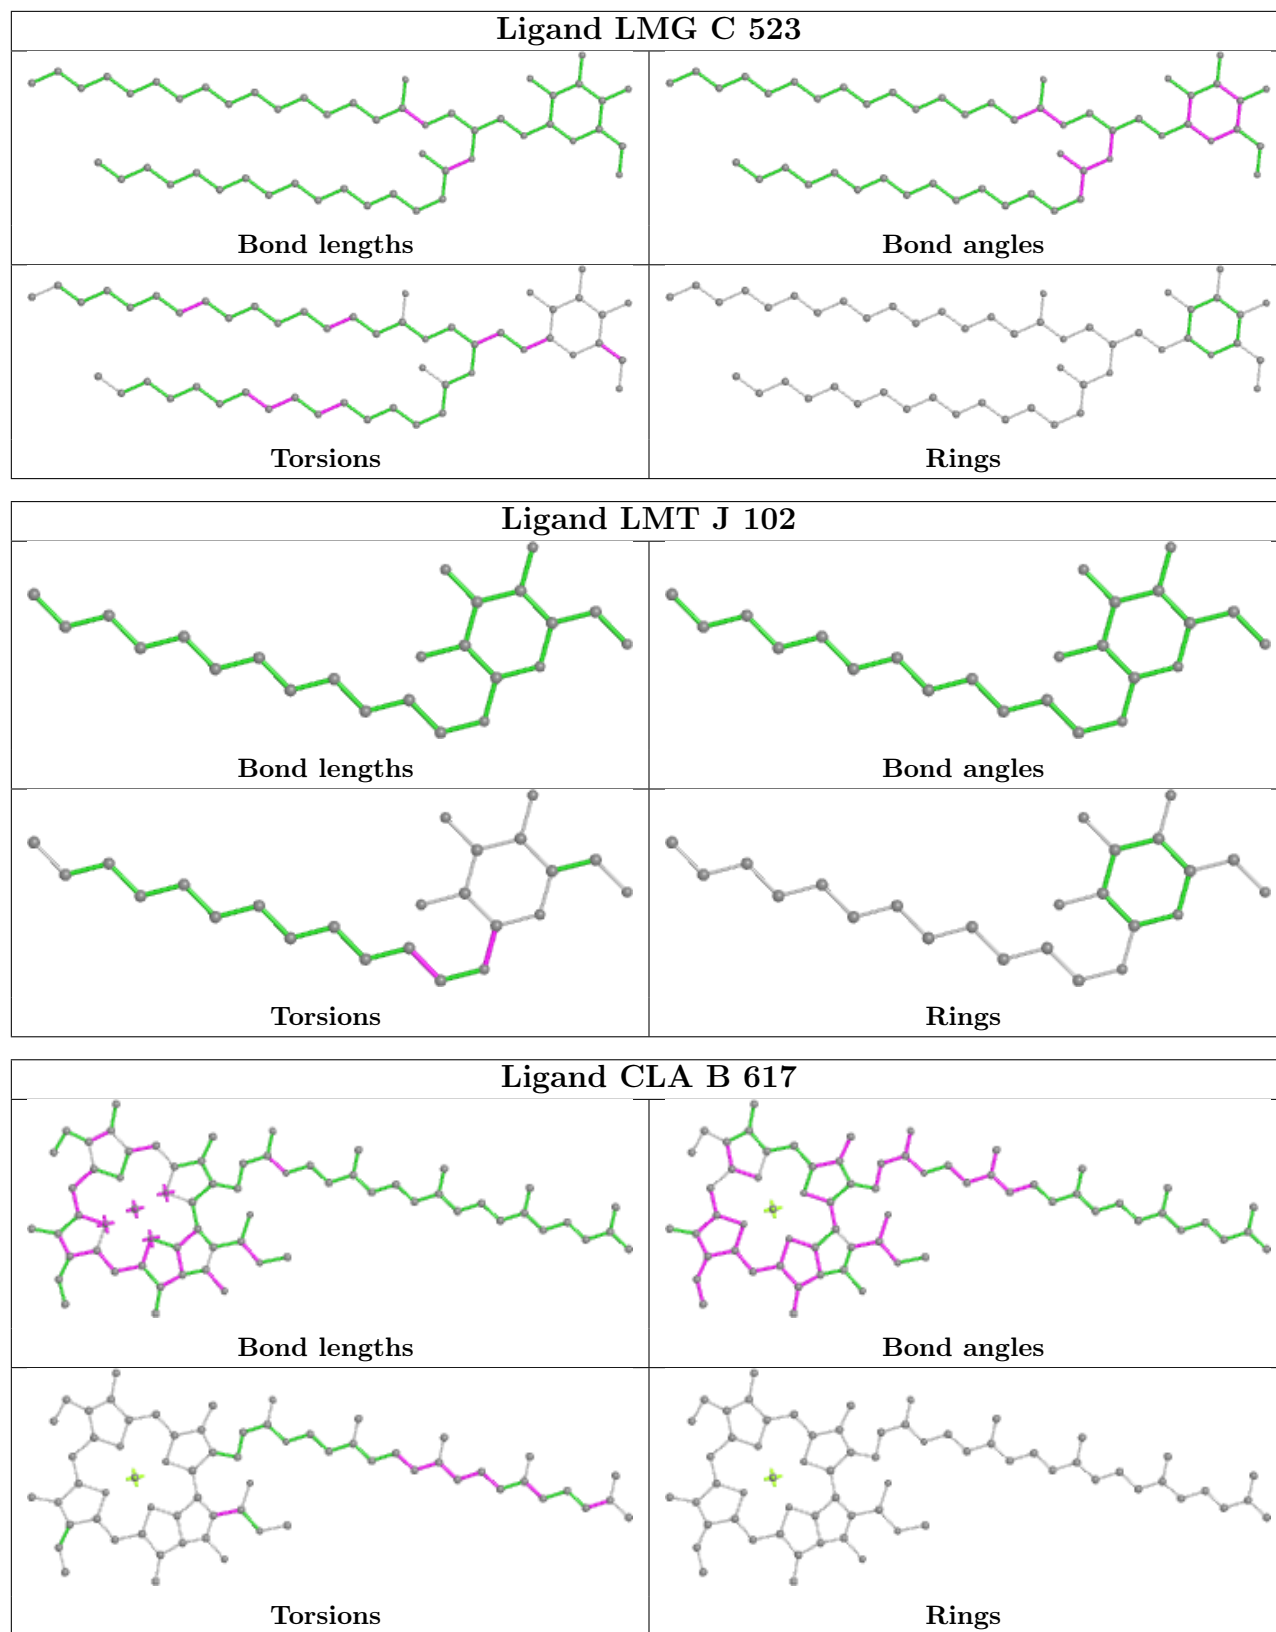 Ligand LMG C 523
Bond lengths
Bond angles
Torsions
Rings
Ligand LMT J 102
Bond lengths
Bond angles
Torsions
Rings
Ligand CLA B 617
Bond lengths
Bond angles
Torsions
Rings